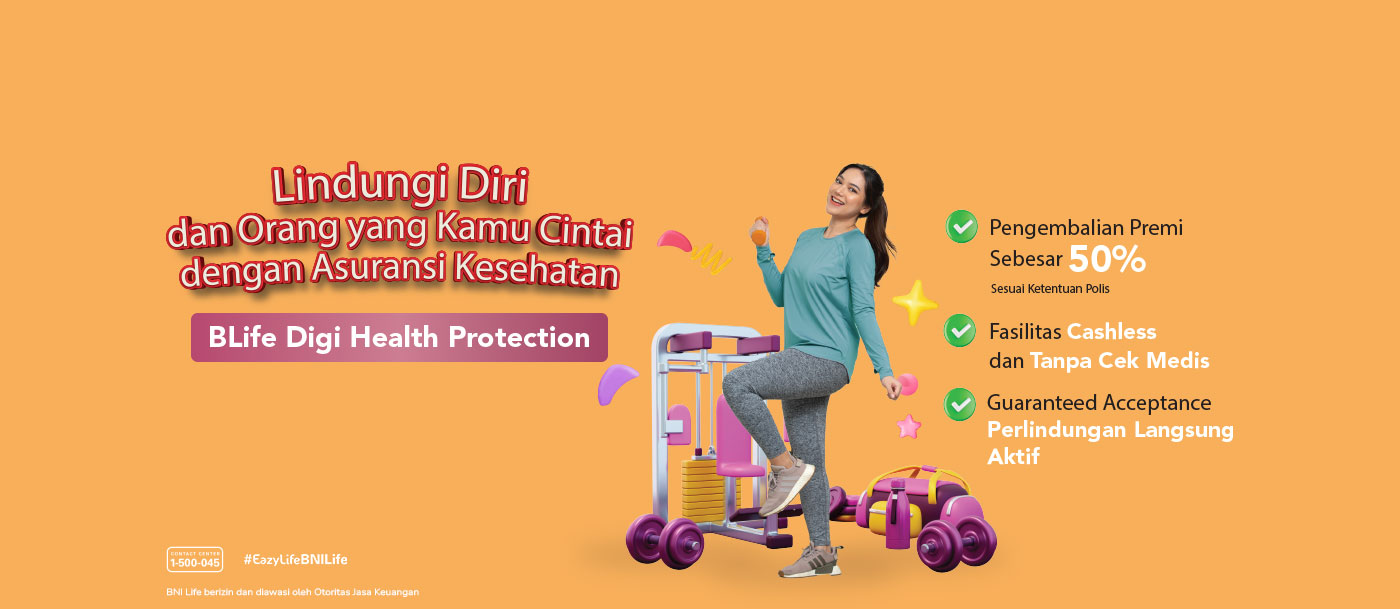 Lindungi Diri
dan Orang yang Kamu Cintai
dengan Asuransi Kesehatan
BLife Digi Health Protection
Pengembalian Premi
Sebesar 50%
Sesuai Ketentuan Polis
Fasilitas Cashless
dan Tanpa Cek Medis
Guaranteed Acceptance
Perlindungan Langsung
Aktif
CONTACT CENTER
1-500-045
#EazyLifeBNILife
BNI Life berizin dan diawasi oleh Otoritas Jasa Keuangan